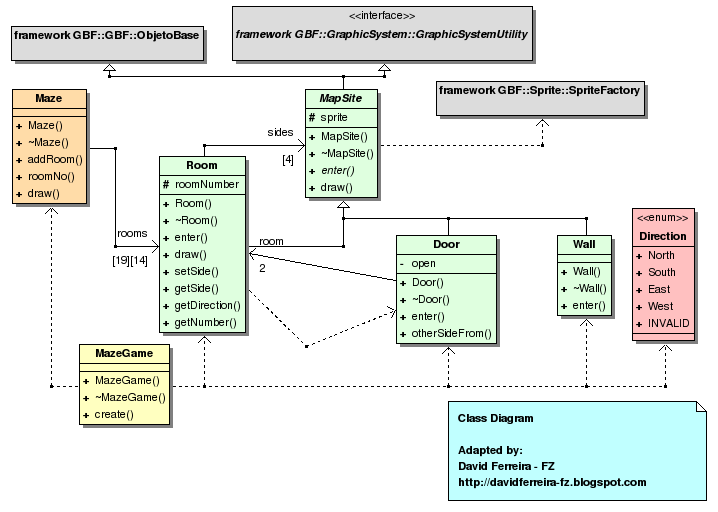 <<interface>>
framework GBF::GBF::ObjetoBase
framework GBF::GraphicSystem::GraphicSystemUtility
framework GBF::Sprite::SpriteFactory
Maze
+ Maze()
+ ~Maze()
+ addRoom()
+ roomNo()
+ draw()
MapSite
# sprite
+ MapSite()
+ ~MapSite()
+ enter()
+ draw()
sides
[4]
Room
# roomNumber
+ Room()
+ ~Room()
+ enter()
+ draw()
+ setSide()
+ getSide()
+ getDirection()
+ getNumber()
rooms
[19][14]
room
2
Door
- open
+ Door()
+ ~Door()
+ enter()
+ otherSideFrom()
Wall
+ Wall()
+ ~Wall()
+ enter()
<<enum>>
Direction
+ North
+ South
+ East
+ West
+ INVALID
MazeGame
+ MazeGame()
+ ~MazeGame()
+ create()
Class Diagram
Adapted by:
David Ferreira - FZ
http://davidferreira-fz.blogspot.com